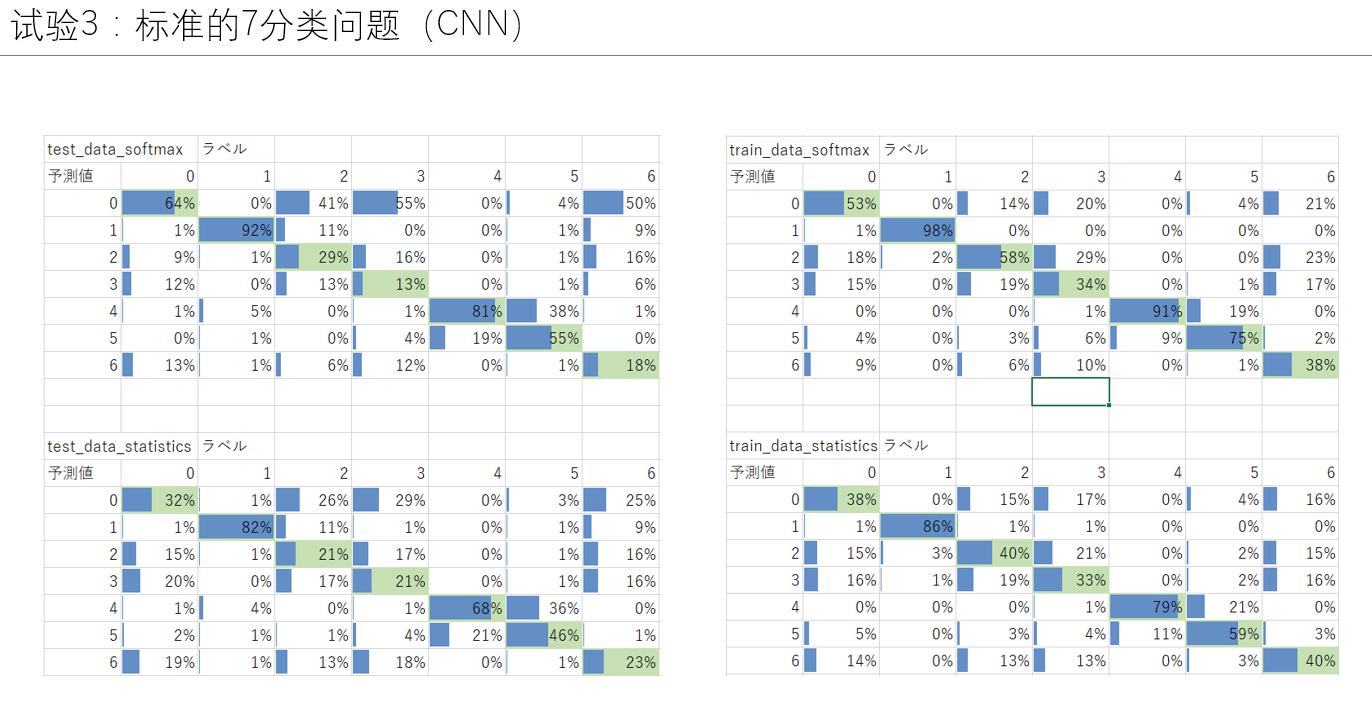 试验3：标准的7分类问题（CNN）
test_data_softmax ラベル
予測値 0 1 2 3 4 5 6
0 64% 0% 41% 55% 0% 4% 50%
1 1% 92% 11% 0% 0% 1% 9%
2 9% 1% 29% 16% 0% 1% 16%
3 12% 0% 13% 13% 0% 1% 6%
4 1% 5% 0% 1% 81% 38% 1%
5 0% 1% 0% 4% 19% 55% 0%
6 13% 1% 6% 12% 0% 1% 18%
train_data_softmax ラベル
予測値 0 1 2 3 4 5 6
0 53% 0% 14% 20% 0% 4% 21%
1 1% 98% 0% 0% 0% 0% 0%
2 18% 2% 58% 29% 0% 0% 23%
3 15% 0% 19% 34% 0% 1% 17%
4 0% 0% 0% 1% 91% 19% 0%
5 4% 0% 3% 6% 9% 75% 2%
6 9% 0% 6% 10% 0% 1% 38%
test_data_statistics ラベル
予測値 0 1 2 3 4 5 6
0 32% 1% 26% 29% 0% 3% 25%
1 1% 82% 11% 1% 0% 1% 9%
2 15% 1% 21% 17% 0% 1% 16%
3 20% 0% 17% 21% 0% 1% 16%
4 1% 4% 0% 1% 68% 36% 0%
5 2% 1% 1% 4% 21% 46% 1%
6 19% 1% 13% 18% 0% 1% 23%
train_data_statistics ラベル
予測値 0 1 2 3 4 5 6
0 38% 0% 15% 17% 0% 4% 16%
1 1% 86% 1% 1% 0% 0% 0%
2 15% 3% 40% 21% 0% 2% 15%
3 16% 1% 19% 33% 0% 2% 16%
4 0% 0% 0% 1% 79% 21% 0%
5 5% 0% 3% 4% 11% 59% 3%
6 14% 0% 13% 13% 0% 3% 40%